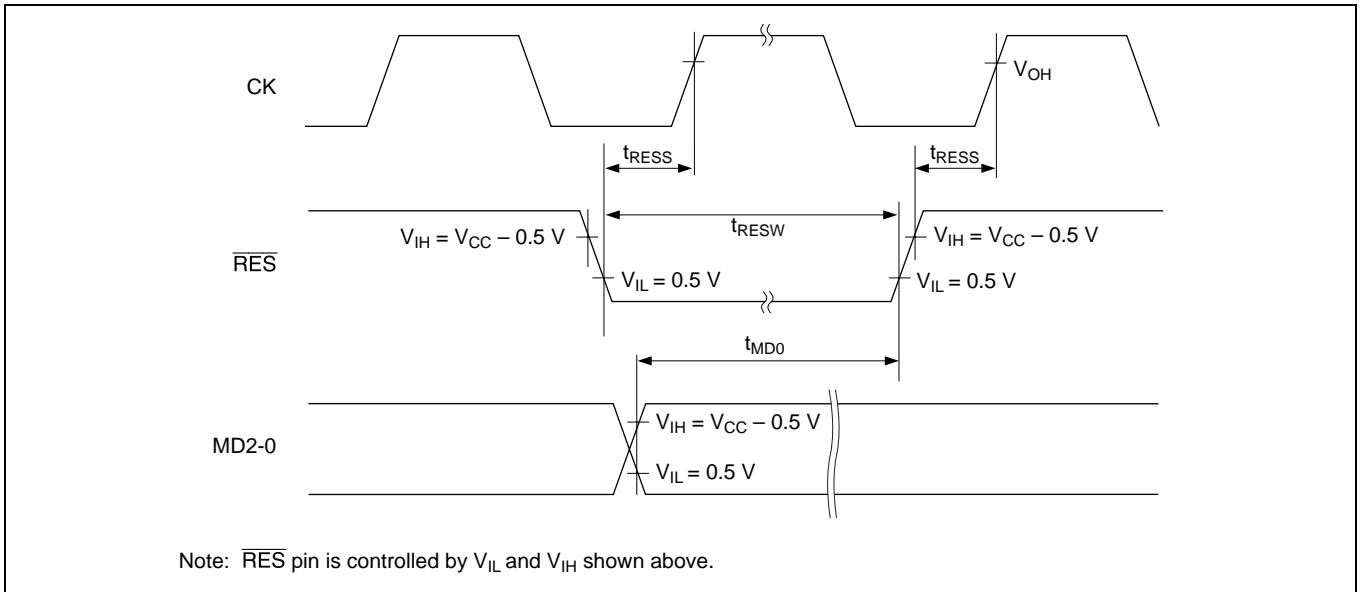 CK
V_OH
t_RESS
t_RESS
t_RESW
R̅E̅S̅
V_IH = V_CC – 0.5 V
V_IH = V_CC – 0.5 V
V_IL = 0.5 V
V_IL = 0.5 V
t_MD0
MD2-0
V_IH = V_CC – 0.5 V
V_IL = 0.5 V
Note: R̅E̅S̅ pin is controlled by V_IL and V_IH shown above.